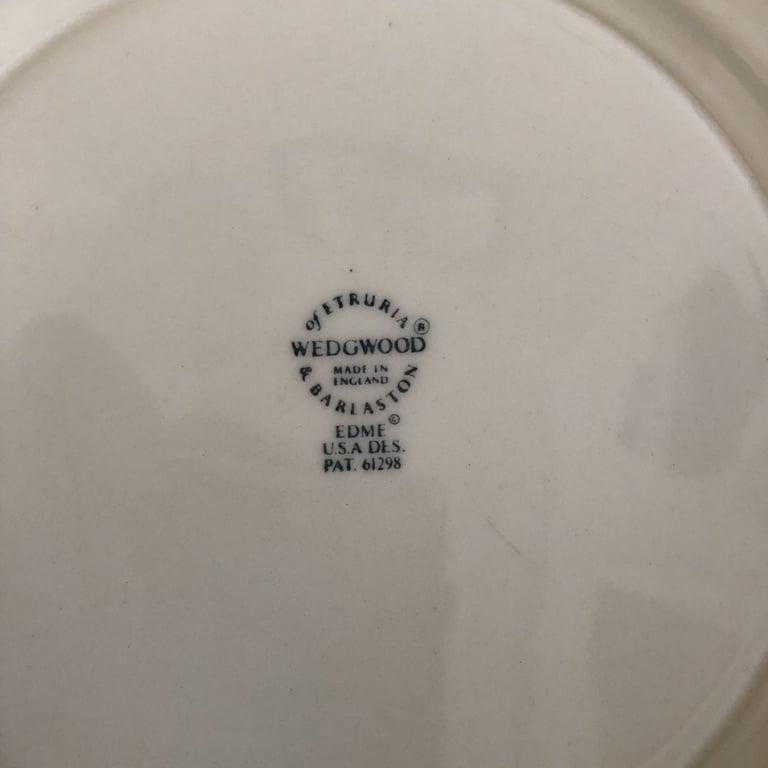 of ETRURIA ®
WEDGWOOD
MADE IN
ENGLAND
& BARLASTON
©
EDME
U.S.A DES.
PAT. 61298